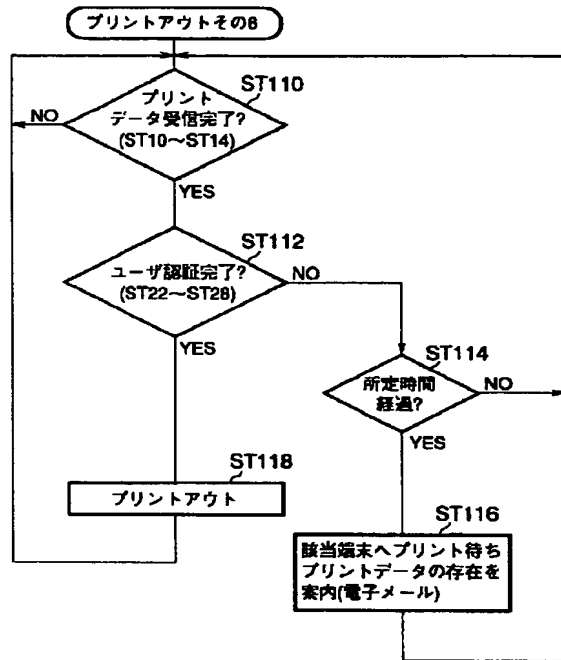 プリントアウトその6
ST110
プリント
データ受信完了?
(ST10〜ST14)
NO
YES
ST112
ユーザ認証完了?
(ST22〜ST28)
NO
YES
ST114
所定時間
経過?
NO
YES
ST118
プリントアウト
ST116
該当端末へプリント待ち
プリントデータの存在を
案内(電子メール)